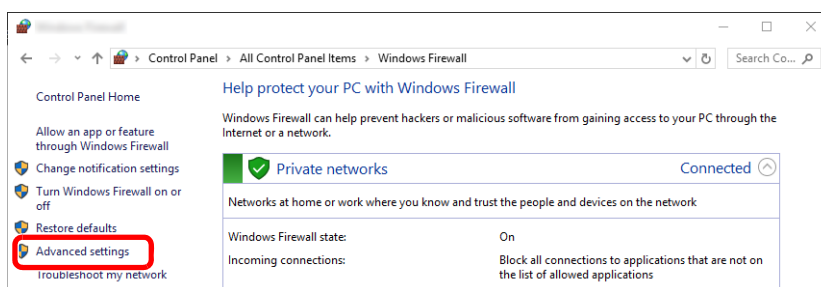 Control Panel > All Control Panel Items > Windows Firewall
Search Co...
Control Panel Home
Allow an app or feature
through Windows Firewall
Change notification settings
Turn Windows Firewall on or
off
Restore defaults
Advanced settings
Troubleshoot my network
Help protect your PC with Windows Firewall
Windows Firewall can help prevent hackers or malicious software from gaining access to your PC through the
Internet or a network.
Private networks
Connected
Networks at home or work where you know and trust the people and devices on the network
Windows Firewall state:
On
Incoming connections:
Block all connections to applications that are not on
the list of allowed applications